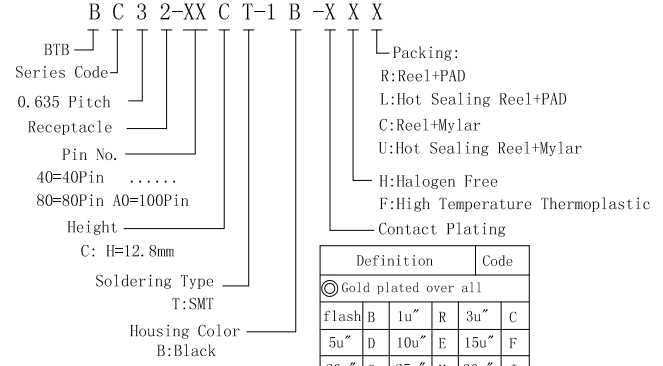 B C 3 2-XX C T-1 B -X X X
BTB
Series Code
0.635 Pitch
Receptacle
Pin No.
40=40Pin ......
80=80Pin A0=100Pin
Height
C: H=12.8mm
Soldering Type
T:SMT
Housing Color
B:Black
Packing:
R:Reel+PAD
L:Hot Sealing Reel+PAD
C:Reel+Mylar
U:Hot Sealing Reel+Mylar
H:Halogen Free
F:High Temperature Thermoplastic
Contact Plating
Definition Code
◎ Gold plated over all
flash B 1u″ R 3u″ C
5u″ D 10u″ E 15u″ F